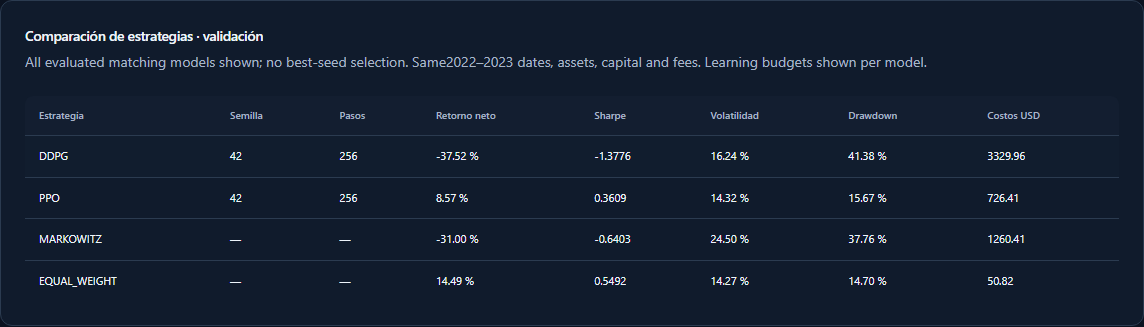 Comparación de estrategias · validación
All evaluated matching models shown; no best-seed selection. Same2022–2023 dates, assets, capital and fees. Learning budgets shown per model.
Estrategia Semilla Pasos Retorno neto Sharpe Volatilidad Drawdown Costos USD
DDPG 42 256 -37.52 % -1.3776 16.24 % 41.38 % 3329.96
PPO 42 256 8.57 % 0.3609 14.32 % 15.67 % 726.41
MARKOWITZ — — -31.00 % -0.6403 24.50 % 37.76 % 1260.41
EQUAL_WEIGHT — — 14.49 % 0.5492 14.27 % 14.70 % 50.82